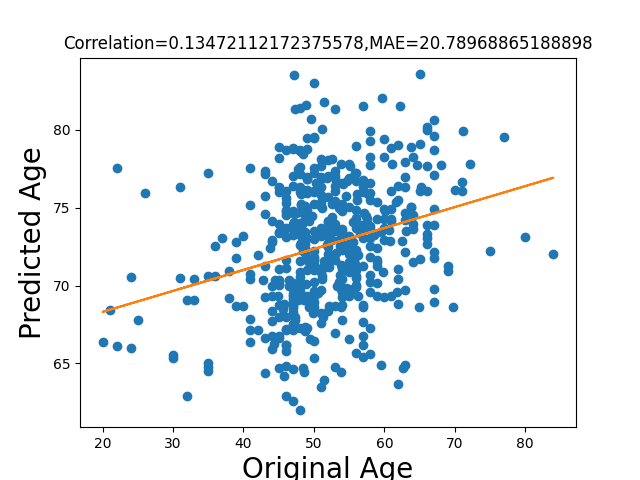 Correlation=0.13472112172375578,MAE=20.78968865188898
80
75
70
65
Predicted Age
20 30 40 50 60 70 80
Original Age